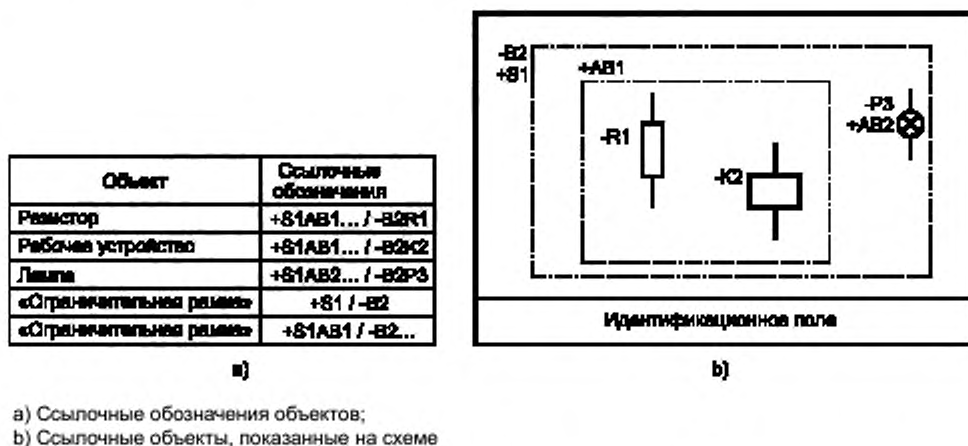 Объект Ссылочные обозначения
Резистор +S1AB1... / -B2R1
Рабочее устройство +S1AB1... / -B2K2
Лампа +S1AB2... / -B2P3
«Ограничительная рамка» +S1 / -B2
«Ограничительная рамка» +S1AB1 / -B2...
a)
-B2
+S1
+AB1
-R1
-K2
-P3
+AB2
Идентификационное поле
b)
a) Ссылочные обозначения объектов;
b) Ссылочные объекты, показанные на схеме